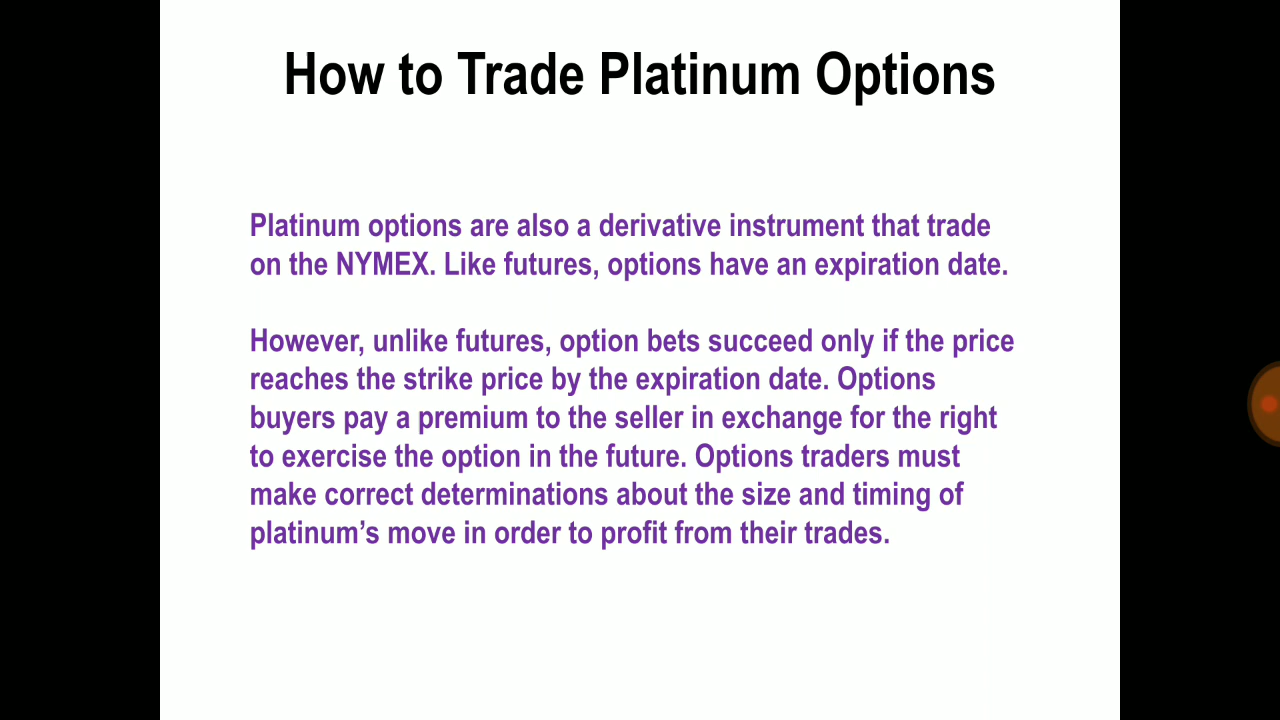 How to Trade Platinum Options
Platinum options are also a derivative instrument that trade
on the NYMEX. Like futures, options have an expiration date.
However, unlike futures, option bets succeed only if the price
reaches the strike price by the expiration date. Options
buyers pay a premium to the seller in exchange for the right
to exercise the option in the future. Options traders must
make correct determinations about the size and timing of
platinum’s move in order to profit from their trades.